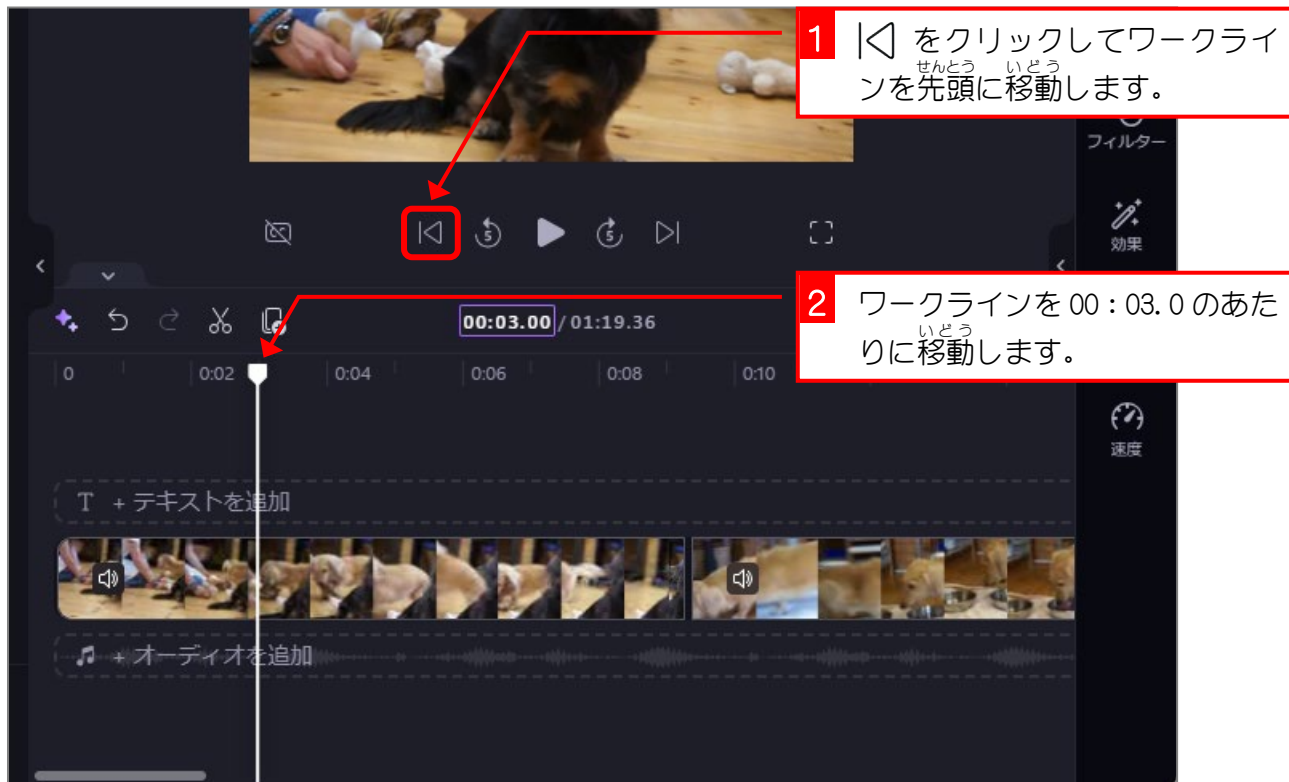 1 |◁ をクリックしてワークライ
せんとう いどう
ンを先頭に移動します。
フィルター
5 5
効果
2 ワークラインを 00：03.0 のあた
いどう
りに移動します。
00:03.00 / 01:19.36
0 0:02 0:04 0:06 0:08 0:10
速度
T + テキストを追加
+ オーディオを追加